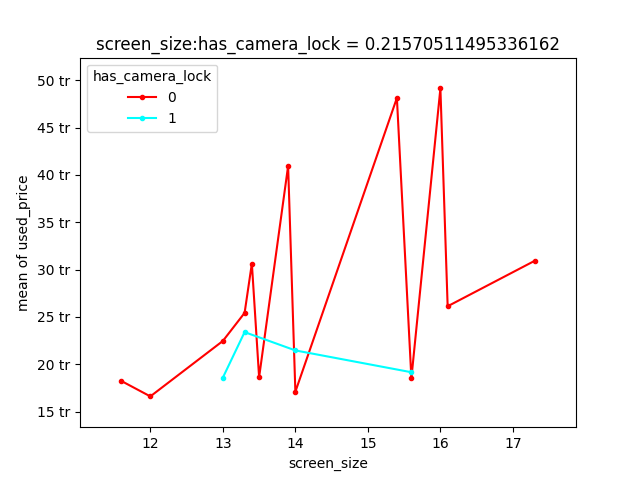 screen_size:has_camera_lock = 0.21570511495336162
has_camera_lock
0
1
50 tr
45 tr
40 tr
35 tr
30 tr
25 tr
20 tr
15 tr
mean of used_price
12 13 14 15 16 17
screen_size